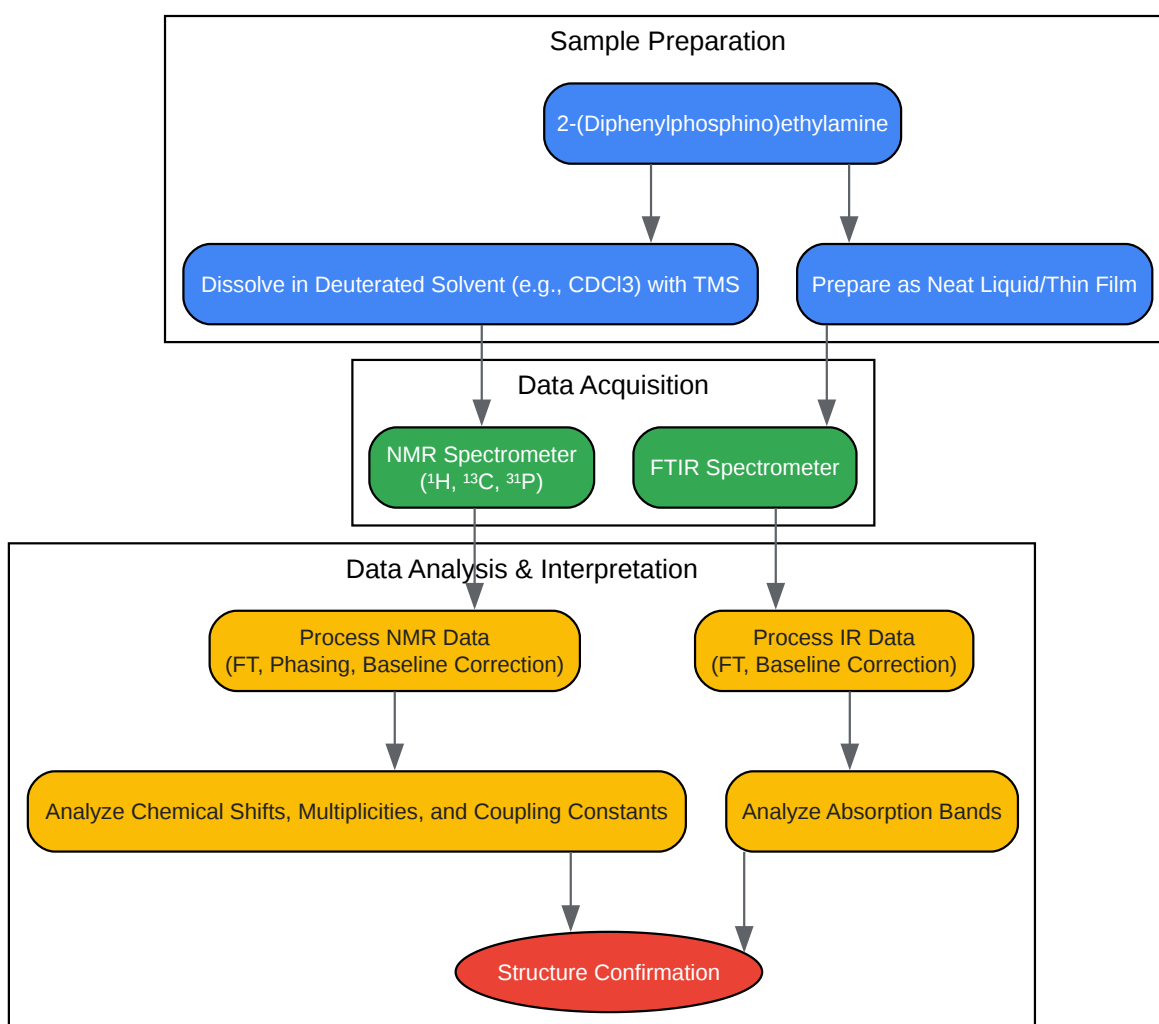 Sample Preparation
2-(Diphenylphosphino)ethylamine
Dissolve in Deuterated Solvent (e.g., CDCl3) with TMS
Prepare as Neat Liquid/Thin Film
Data Acquisition
NMR Spectrometer
(¹H, ¹³C, ³¹P)
FTIR Spectrometer
Data Analysis & Interpretation
Process NMR Data
(FT, Phasing, Baseline Correction)
Process IR Data
(FT, Baseline Correction)
Analyze Chemical Shifts, Multiplicities, and Coupling Constants
Analyze Absorption Bands
Structure Confirmation